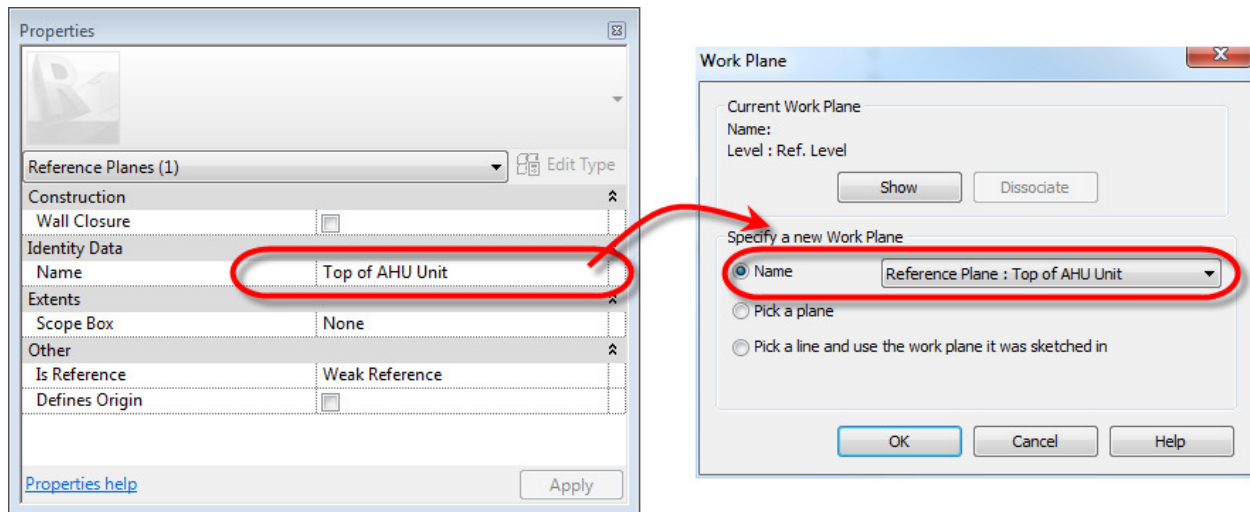 Properties
Reference Planes (1)
Edit Type
Construction
Wall Closure
Identity Data
Name Top of AHU Unit
Extents
Scope Box None
Other
Is Reference Weak Reference
Defines Origin
Properties help
Apply
Work Plane
Current Work Plane
Name:
Level : Ref. Level
Show Dissociate
Specify a new Work Plane
Name Reference Plane : Top of AHU Unit
Pick a plane
Pick a line and use the work plane it was sketched in
OK Cancel Help